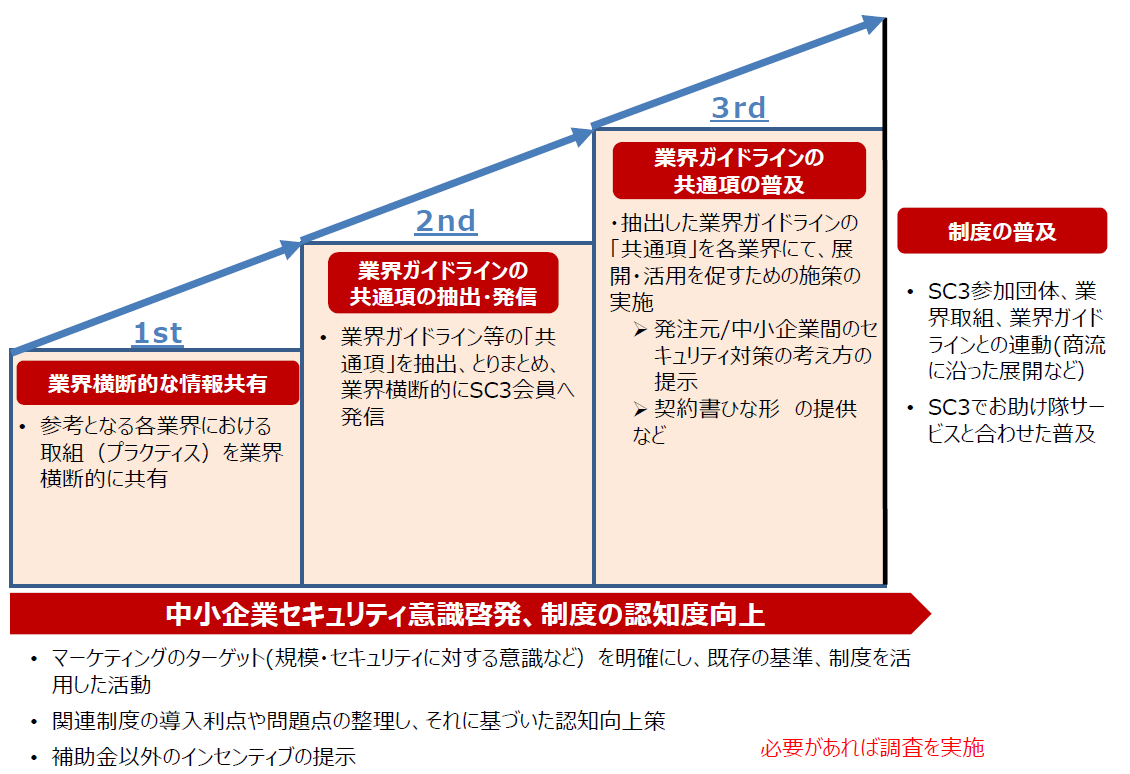 1st
業界横断的な情報共有
• 参考となる各業界における
取組（プラクティス）を業界
横断的に共有
2nd
業界ガイドラインの
共通項の抽出・発信
• 業界ガイドライン等の「共
通項」を抽出、とりまとめ、
業界横断的にSC3会員へ
発信
3rd
業界ガイドラインの
共通項の普及
・抽出した業界ガイドラインの
「共通項」を各業界にて、展
開・活用を促すための施策の
実施
➢ 発注元/中小企業間のセ
キュリティ対策の考え方の
提示
➢ 契約書ひな形 の提供
など
制度の普及
• SC3参加団体、業
界取組、業界ガイド
ラインとの連動(商流
に沿った展開など)
• SC3でお助け隊サー
ビスと合わせた普及
中小企業セキュリティ意識啓発、制度の認知度向上
• マーケティングのターゲット(規模・セキュリティに対する意識など) を明確にし、既存の基準、制度を活
用した活動
• 関連制度の導入利点や問題点の整理し、それに基づいた認知向上策
• 補助金以外のインセンティブの提示
必要があれば調査を実施